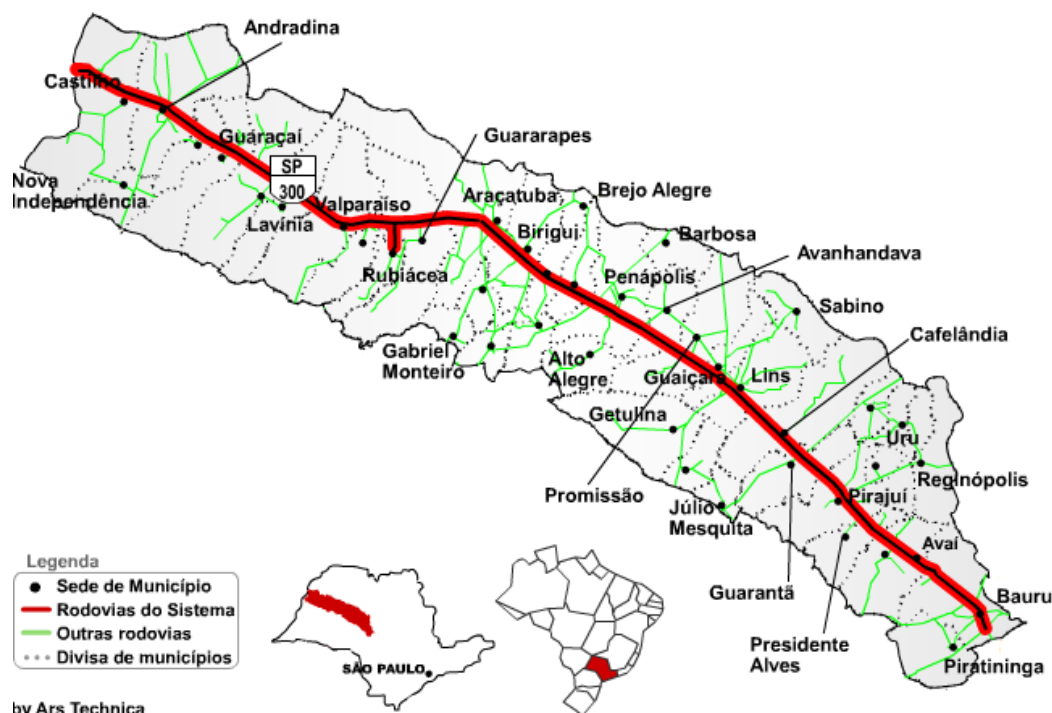 Andradina
Castilho
Guararapes
Guaraçaí
SP
300
Nova
Independência
Lavínia
Valparaíso
Araçatuba
Brejo Alegre
Birigui
Barbosa
Rubiácea
Avanhandava
Penápolis
Sabino
Gabriel
Monteiro
Alto
Alegre
Guaiçara
Lins
Cafelândia
Getulina
Uru
Reginópolis
Promissão
Júlio
Mesquita
Pirajuí
Avaí
Guarantã
Bauru
Presidente
Alves
Piratininga
Legenda
Sede de Município
Rodovias do Sistema
Outras rodovias
Divisa de municípios
SÃO PAULO
by Ars Technica